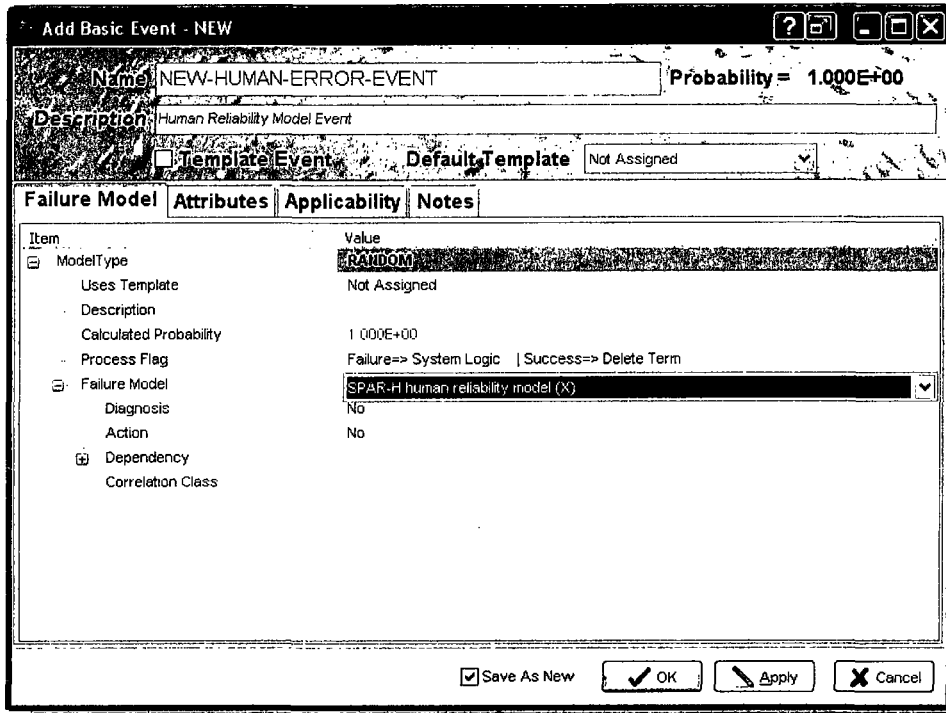 Add Basic Event - NEW
Name NEW-HUMAN-ERROR-EVENT Probability = 1.000E+00
Description Human Reliability Model Event
Template Event Default Template Not Assigned
Failure Model Attributes Applicability Notes
Item Value
ModelType RANDOM
Uses Template Not Assigned
Description
Calculated Probability 1 000E+00
Process Flag Failure=> System Logic | Success=> Delete Term
Failure Model SPAR-H human reliability model (X)
Diagnosis No
Action No
Dependency
Correlation Class
Save As New OK Apply Cancel